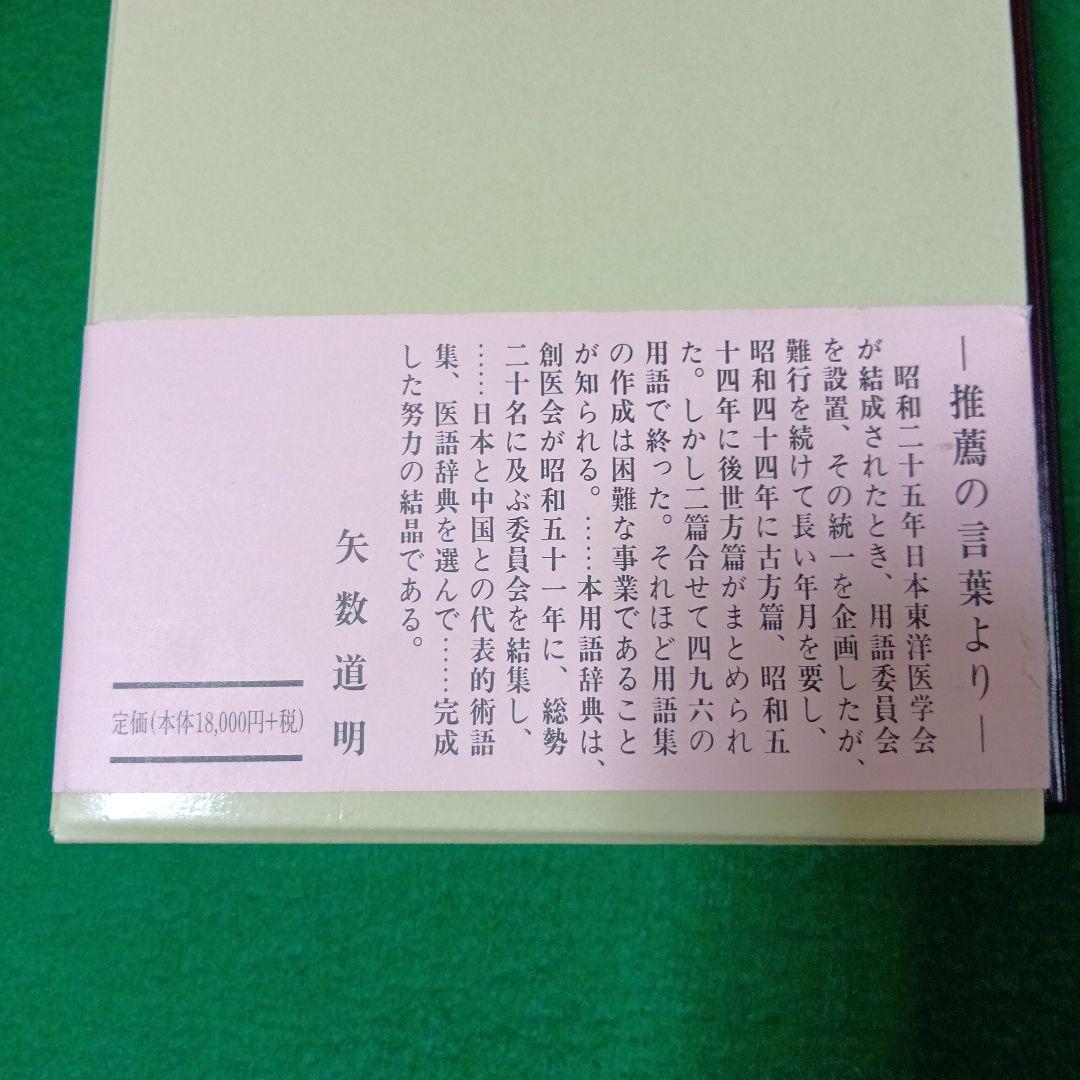 ―推薦の言葉より―
昭和二十五年日本東洋医学会
が結成されたとき、用語委員会
を設置、その統一を企画したが、
難行を続けて長い年月を要し、
昭和四十四年に古方篇、昭和五
十四年に後世方篇がまとめられ
た。しかし二篇合せて四九六の
用語で終った。それほど用語集
の作成は困難な事業であること
が知られる。……本用語辞典は、
創医会が昭和五十一年に、総勢
二十名に及ぶ委員会を結集し、
……日本と中国との代表的術語
集、医語辞典を選んで……完成
した努力の結晶である。
矢数道明
定価(本体18,000円+税)